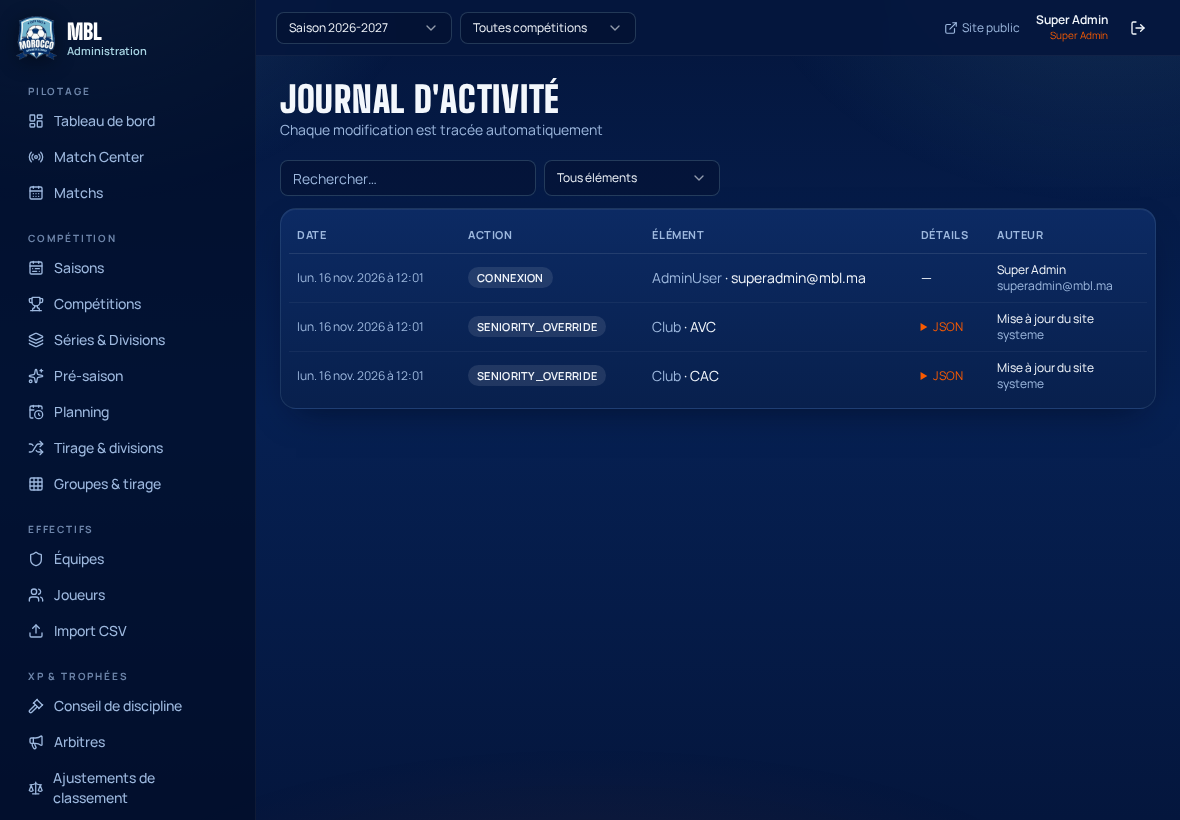 MBL
Administration
PILOTAGE
Tableau de bord
Match Center
Matchs
COMPÉTITION
Saisons
Compétitions
Séries & Divisions
Pré-saison
Planning
Tirage & divisions
Groupes & tirage
EFFECTIFS
Équipes
Joueurs
Import CSV
XP & TROPHÉES
Conseil de discipline
Arbitres
Ajustements de
classement
Saison 2026-2027
Toutes compétitions
Site public
Super Admin
Super Admin
JOURNAL D'ACTIVITÉ
Chaque modification est tracée automatiquement
Rechercher...
Tous éléments
DATE ACTION ÉLÉMENT DÉTAILS AUTEUR
lun. 16 nov. 2026 à 12:01 CONNEXION AdminUser · superadmin@mbl.ma — Super Admin
superadmin@mbl.ma
lun. 16 nov. 2026 à 12:01 SENIORITY_OVERRIDE Club · AVC JSON Mise à jour du site
systeme
lun. 16 nov. 2026 à 12:01 SENIORITY_OVERRIDE Club · CAC JSON Mise à jour du site
systeme
MOROCCO